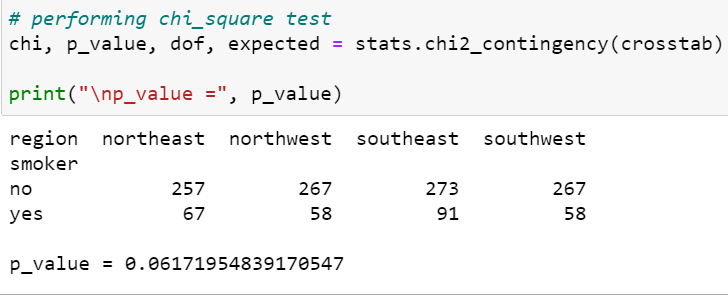 # performing chi_square test
chi, p_value, dof, expected = stats.chi2_contingency(crosstab)
print("\np_value =", p_value)
region northeast northwest southeast southwest
smoker
no 257 267 273 267
yes 67 58 91 58
p_value = 0.06171954839170547